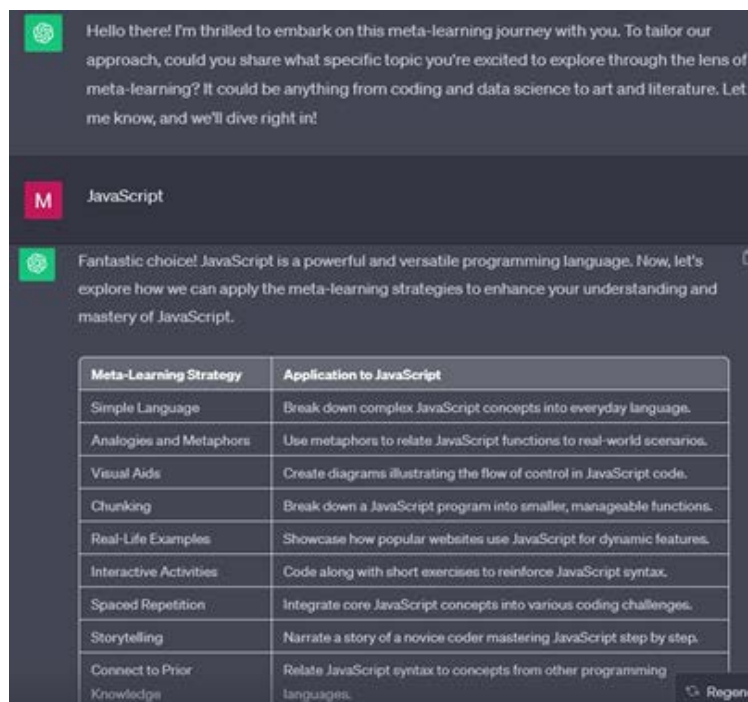 Hello there! I'm thrilled to embark on this meta-learning journey with you. To tailor our
approach, could you share what specific topic you're excited to explore through the lens of
meta-learning? It could be anything from coding and data science to art and literature. Let
me know, and we'll dive right in!
M JavaScript
Fantastic choice! JavaScript is a powerful and versatile programming language. Now, let's
explore how we can apply the meta-learning strategies to enhance your understanding and
mastery of JavaScript.
Meta-Learning Strategy Application to JavaScript
Simple Language Break down complex JavaScript concepts into everyday language.
Analogies and Metaphors Use metaphors to relate JavaScript functions to real-world scenarios.
Visual Aids Create diagrams illustrating the flow of control in JavaScript code.
Chunking Break down a JavaScript program into smaller, manageable functions.
Real-Life Examples Showcase how popular websites use JavaScript for dynamic features.
Interactive Activities Code along with short exercises to reinforce JavaScript syntax.
Spaced Repetition Integrate core JavaScript concepts into various coding challenges.
Storytelling Narrate a story of a novice coder mastering JavaScript step by step.
Connect to Prior Relate JavaScript syntax to concepts from other programming
Knowledge languages.
Regen